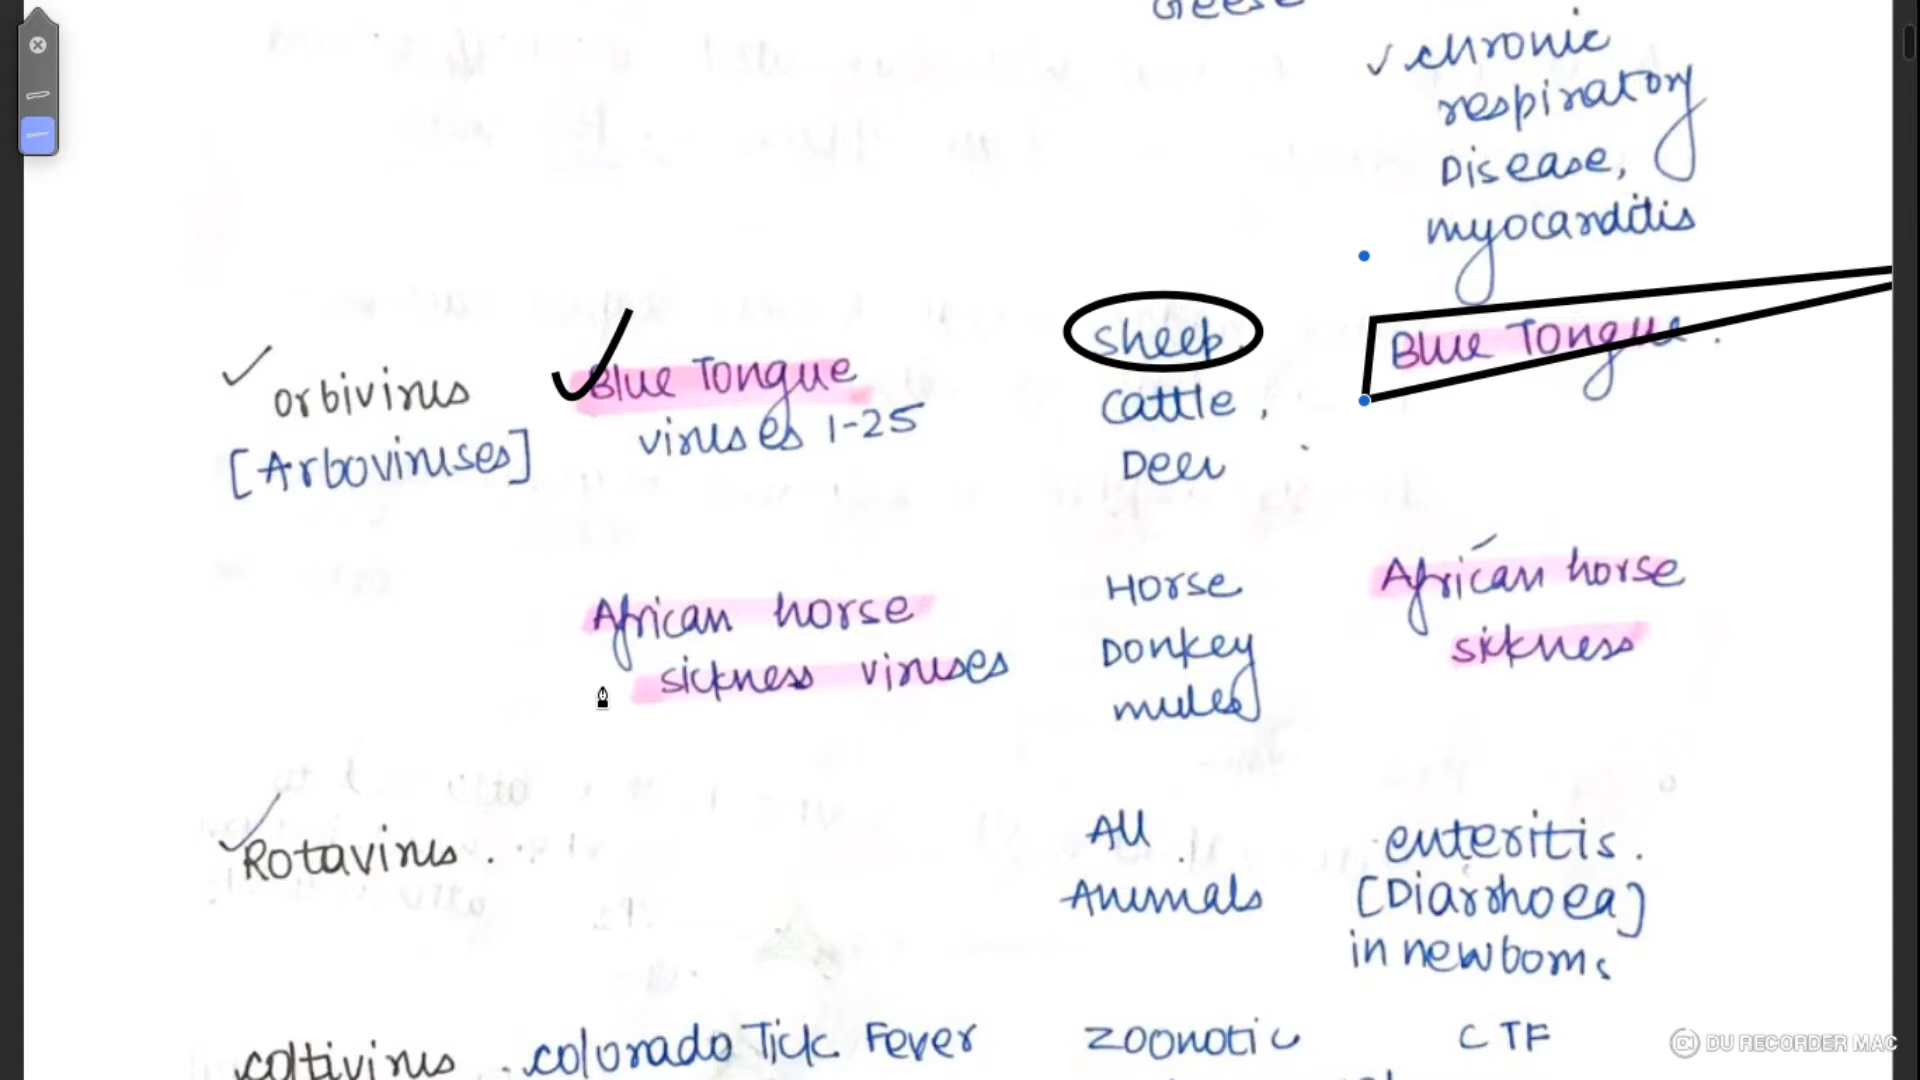 Geese
✓ chronic
respiratory
Disease,
myocarditis
✓ orbivirus
[Arboviruses]
✓ Blue Tongue
viruses 1-25
sheep,
cattle,
Deer
Blue Tongue.
African horse
sickness viruses
Horse
Donkey
mules
African horse
sickness
✓ Rotavirus.
All
Animals
enteritis.
[Diarrhoea]
in newborns
coltivirus
colorado Tick Fever
zoonotic
CTF
DU RECORDER MAC